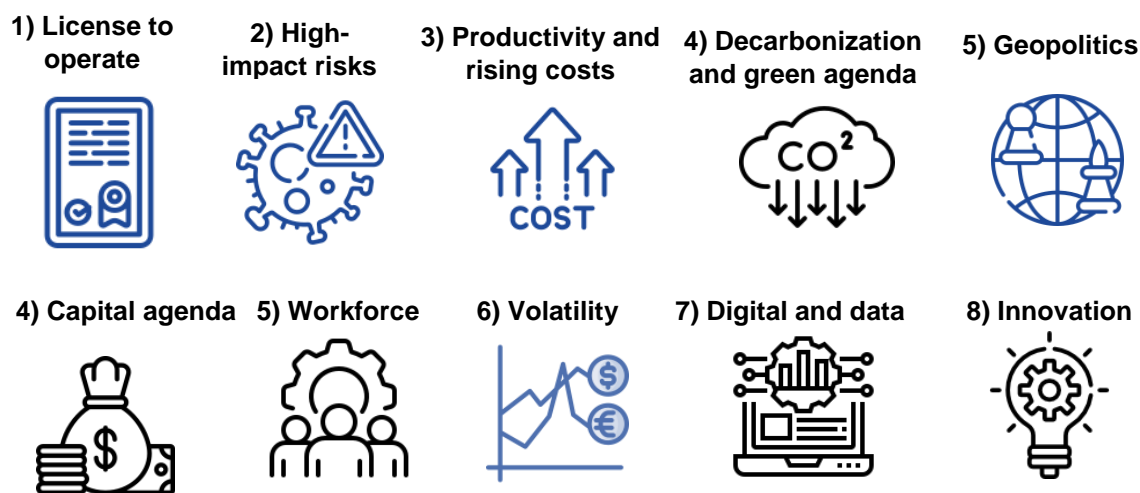 1) License to
operate
2) High-
impact risks
3) Productivity and
rising costs
4) Decarbonization
and green agenda
5) Geopolitics
COST
CO²
4) Capital agenda
5) Workforce
6) Volatility
7) Digital and data
8) Innovation
$
$
€